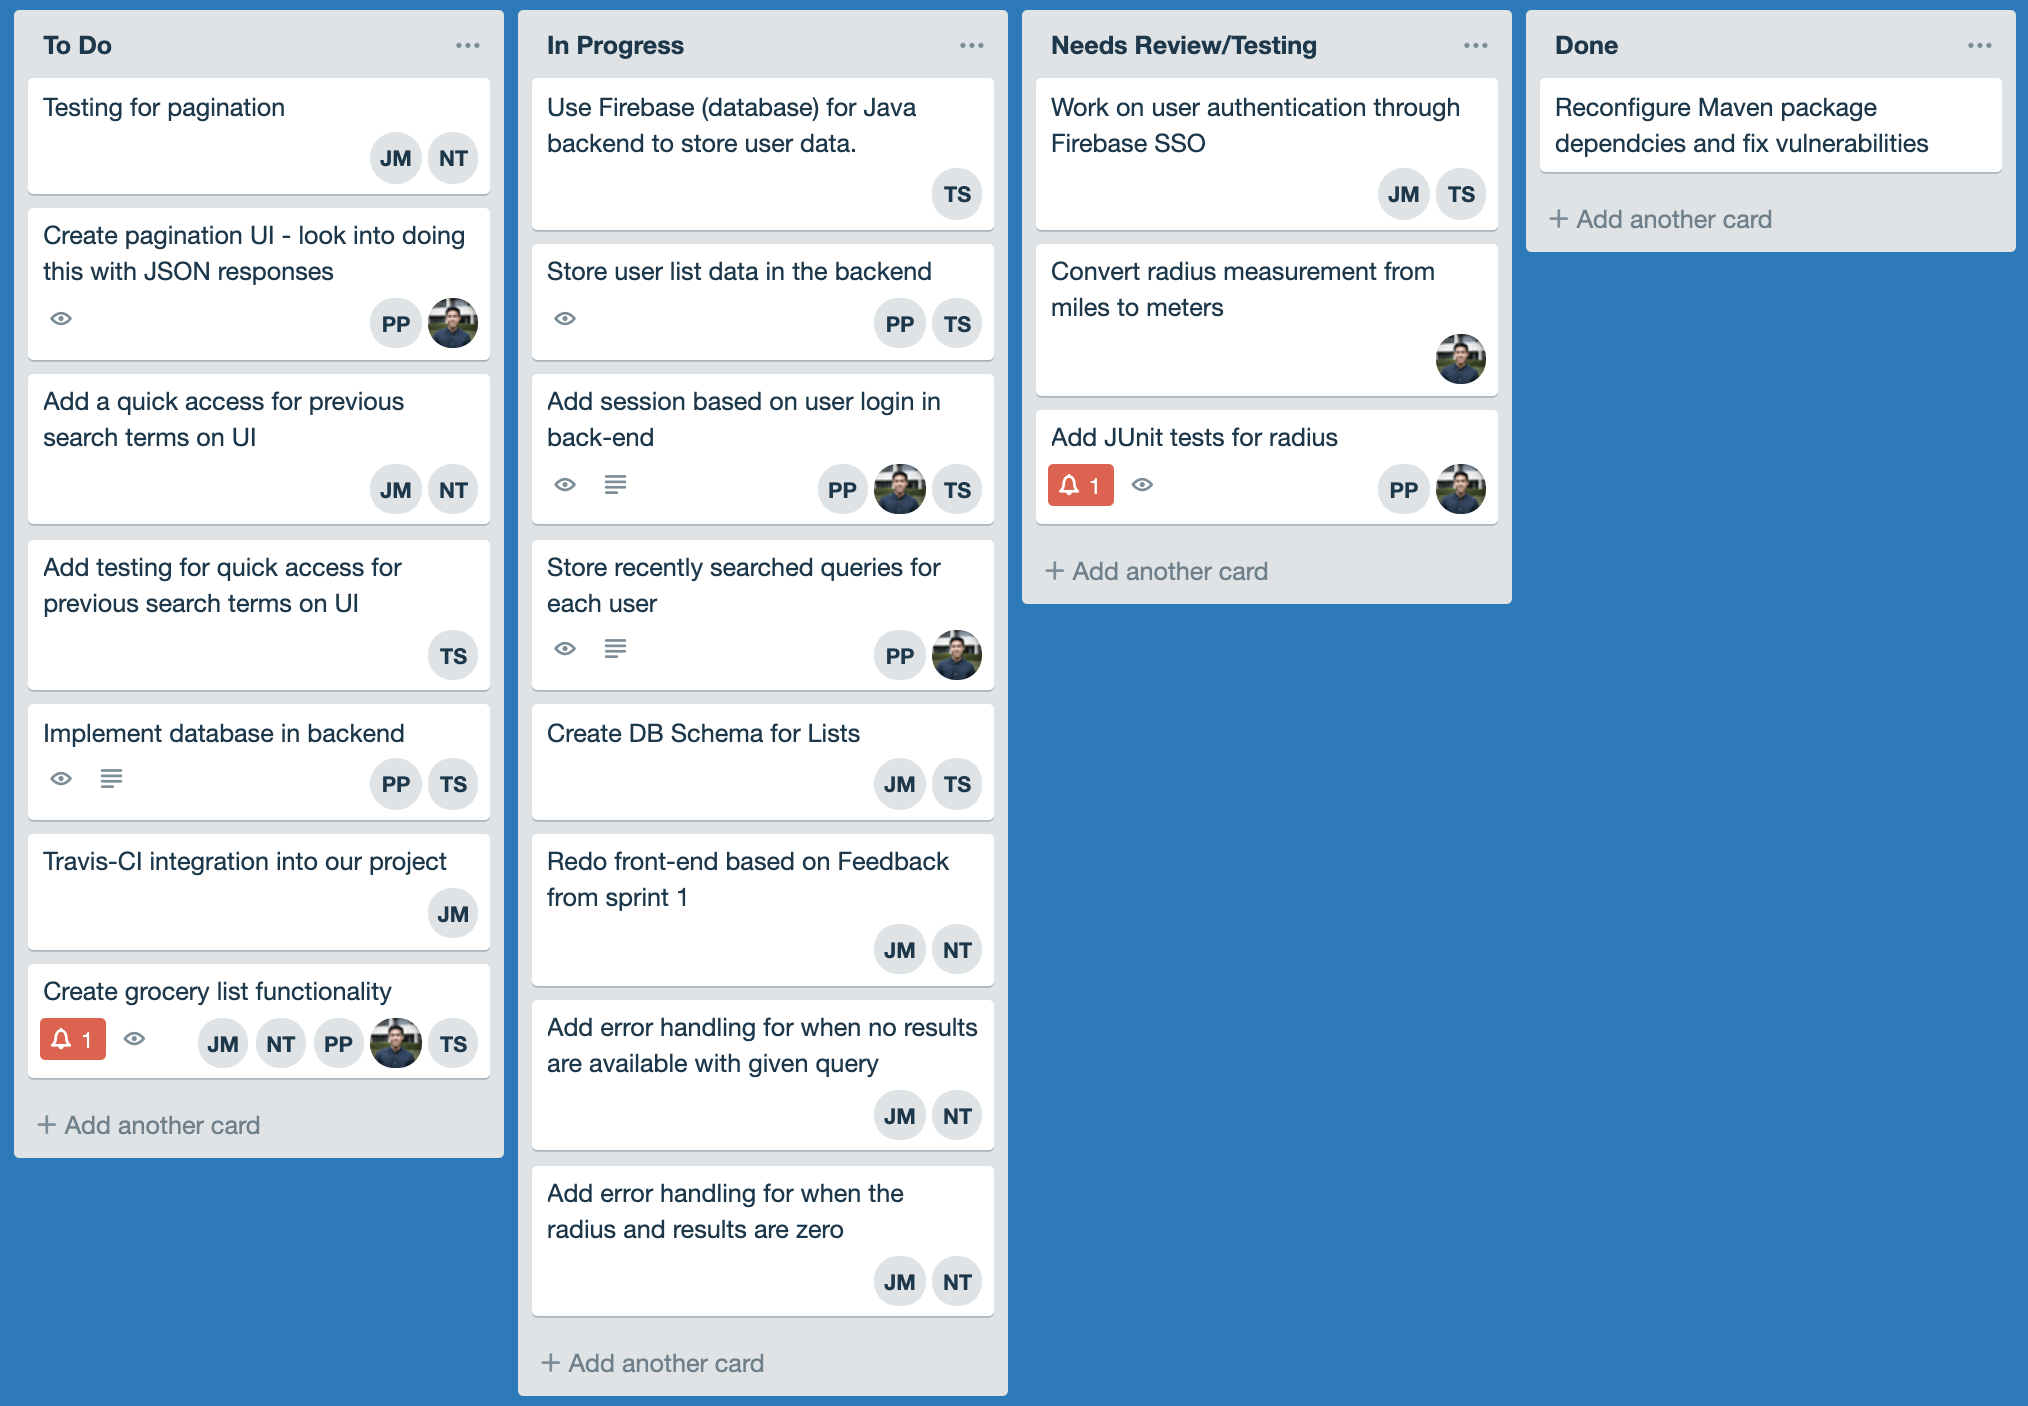 To Do
Testing for pagination
JM NT
Create pagination UI - look into doing
this with JSON responses
PP
Add a quick access for previous
search terms on UI
JM NT
Add testing for quick access for
previous search terms on UI
TS
Implement database in backend
PP TS
Travis-CI integration into our project
JM
Create grocery list functionality
1 JM NT PP TS
+ Add another card
In Progress
Use Firebase (database) for Java
backend to store user data.
TS
Store user list data in the backend
PP TS
Add session based on user login in
back-end
PP TS
Store recently searched queries for
each user
PP
Create DB Schema for Lists
JM TS
Redo front-end based on Feedback
from sprint 1
JM NT
Add error handling for when no results
are available with given query
JM NT
Add error handling for when the
radius and results are zero
JM NT
+ Add another card
Needs Review/Testing
Work on user authentication through
Firebase SSO
JM TS
Convert radius measurement from
miles to meters
Add JUnit tests for radius
1 PP
+ Add another card
Done
Reconfigure Maven package
dependcies and fix vulnerabilities
+ Add another card